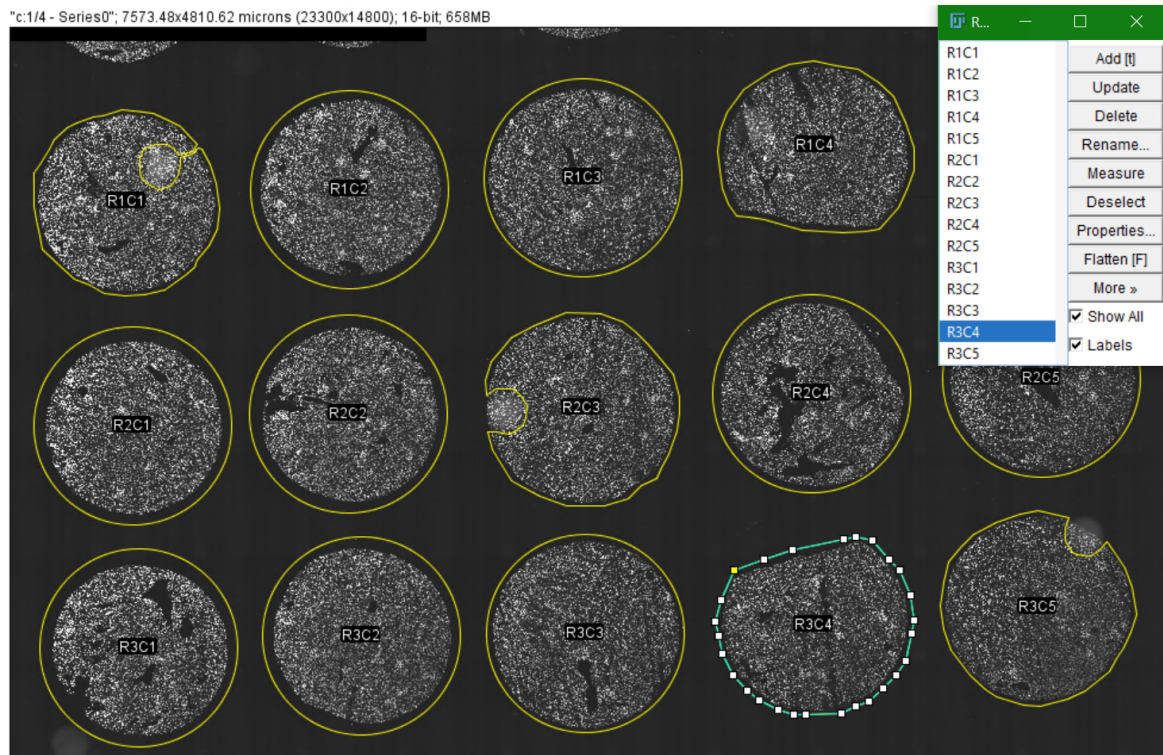 "c:1/4 - Series0"; 7573.48x4810.62 microns (23300x14800); 16-bit; 658MB
R...
R1C1
R1C2
R1C3
R1C4
R1C5
R2C1
R2C2
R2C3
R2C4
R2C5
R3C1
R3C2
R3C3
R3C4
R3C5
Add [t]
Update
Delete
Rename...
Measure
Deselect
Properties...
Flatten [F]
More »
Show All
Labels
R1C1
R1C2
R1C3
R1C4
R2C1
R2C2
R2C3
R2C4
R2C5
R3C1
R3C2
R3C3
R3C4
R3C5